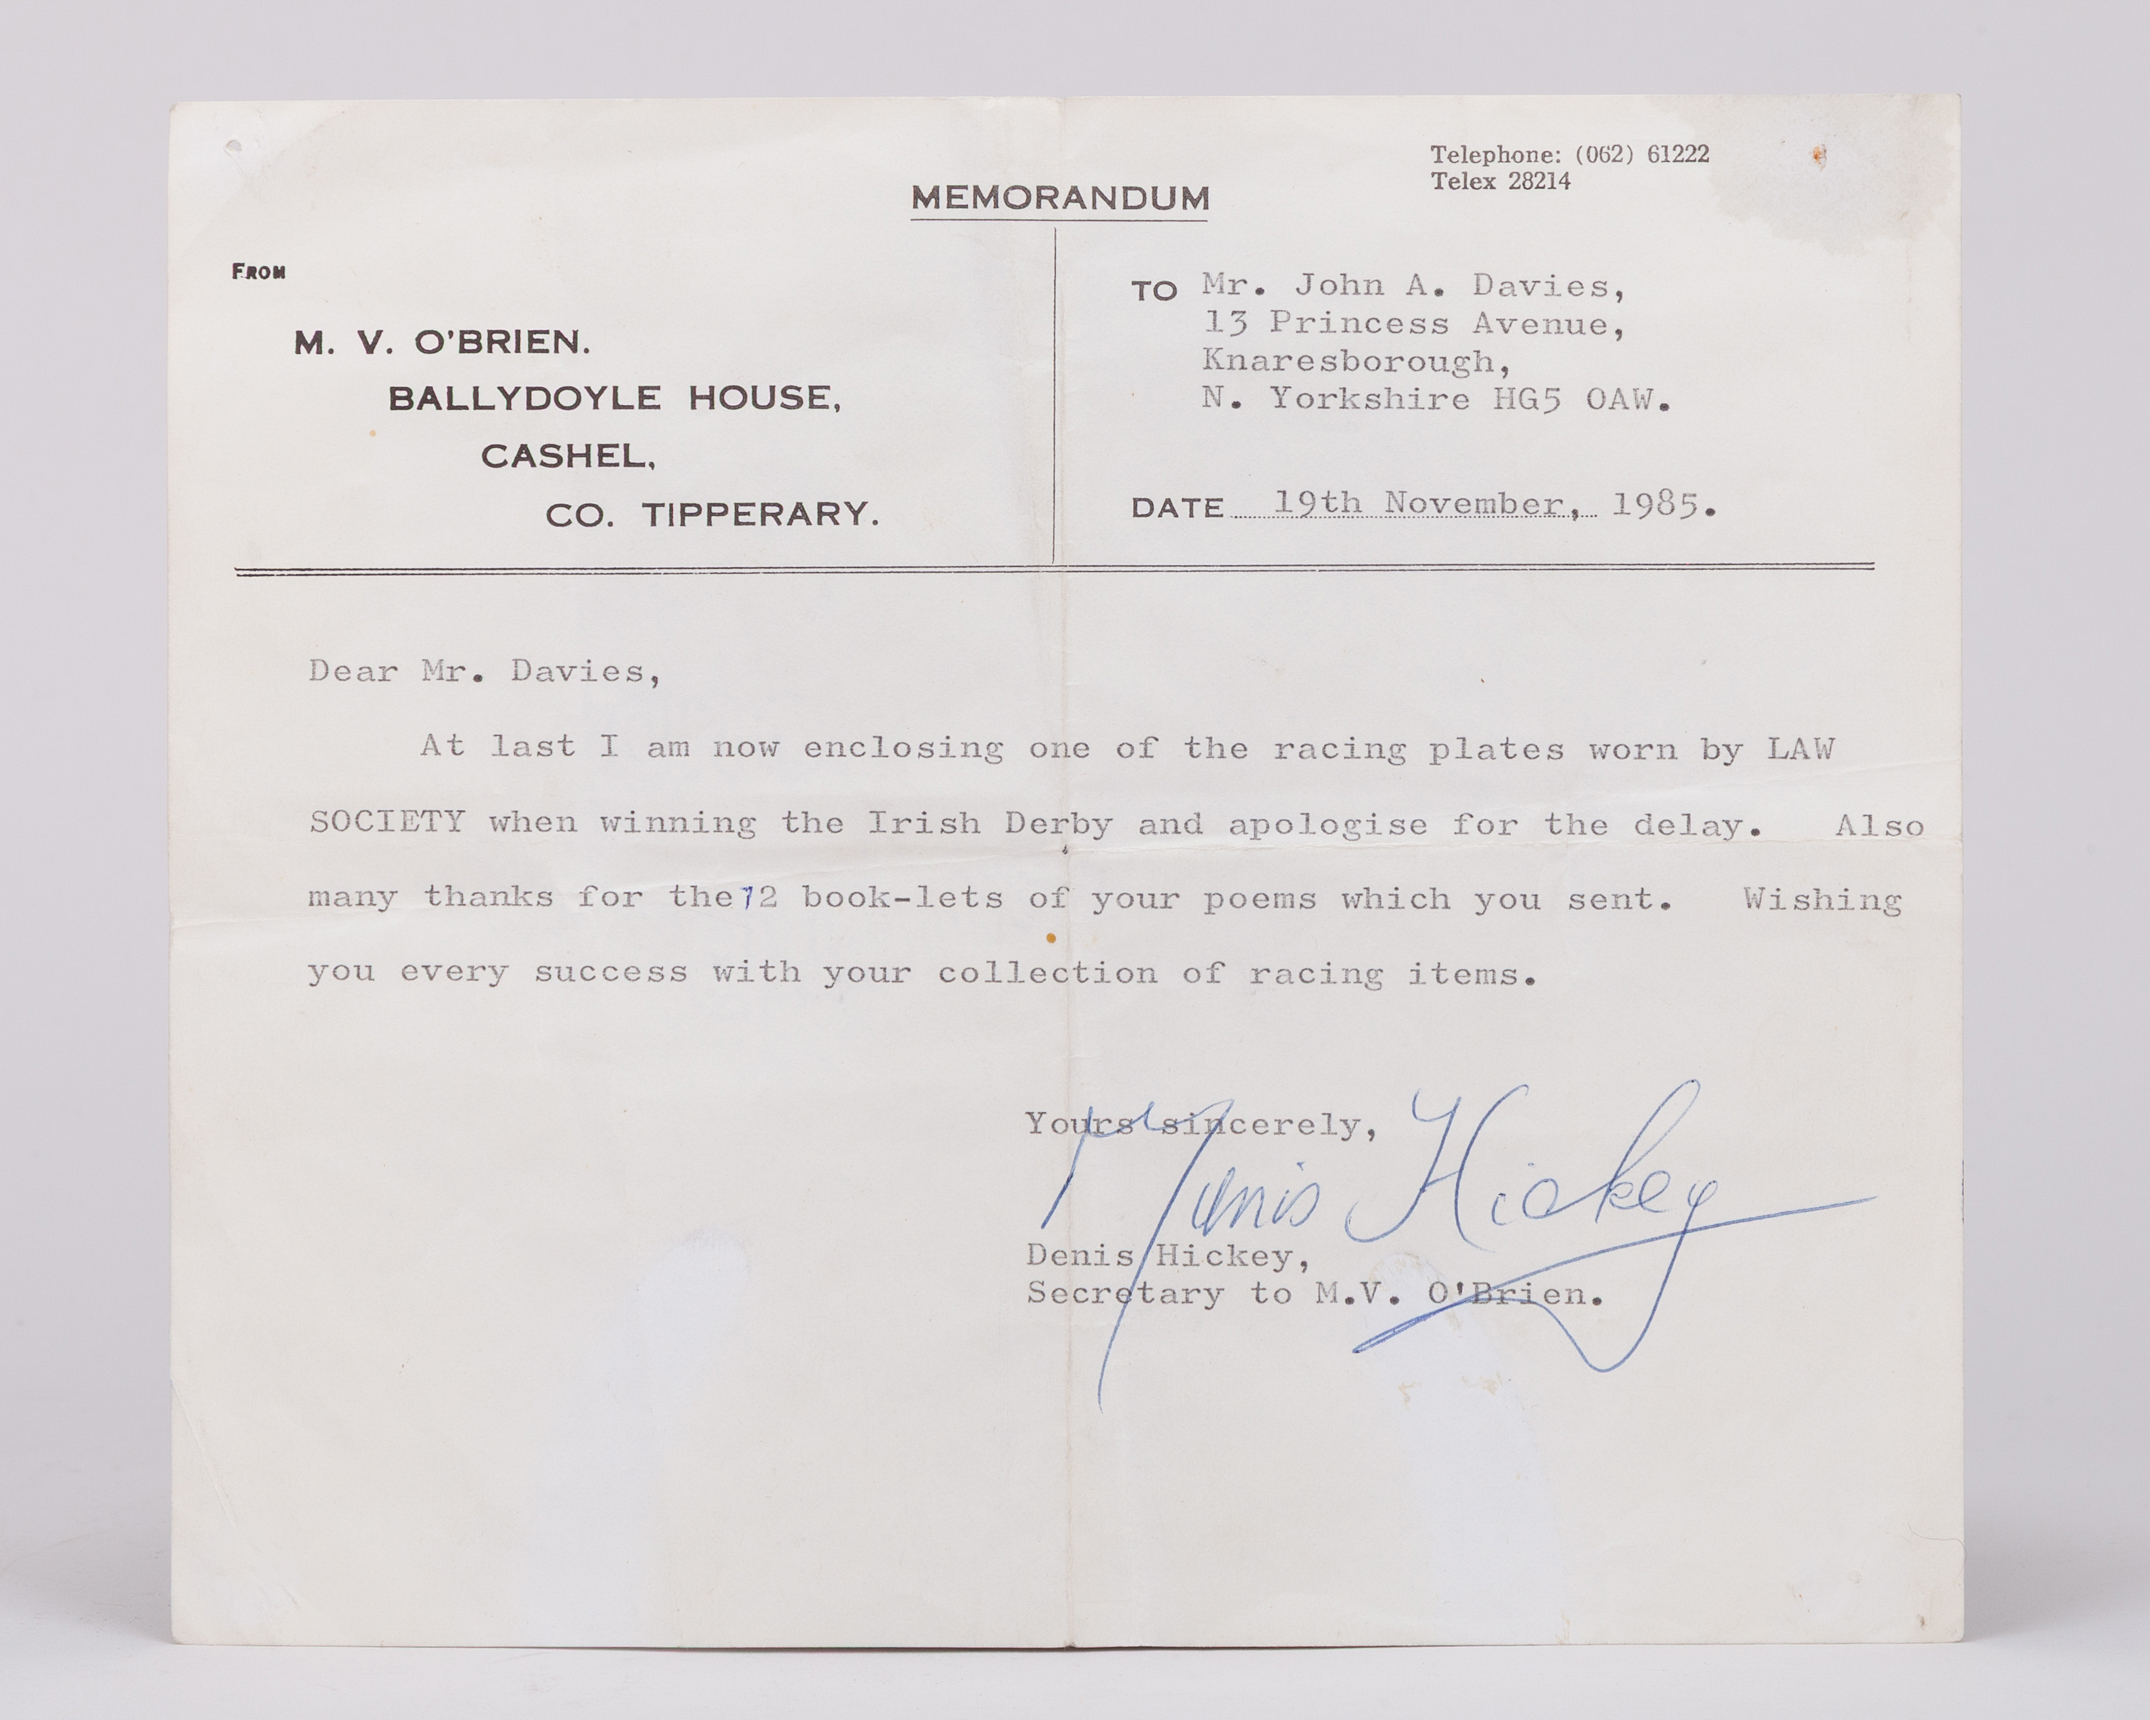 Telephone: (062) 61222
Telex 28214
MEMORANDUM
FROM
M. V. O'BRIEN.
BALLYDOYLE HOUSE,
CASHEL,
CO. TIPPERARY.
TO Mr. John A. Davies,
13 Princess Avenue,
Knaresborough,
N. Yorkshire HG5 OAW.
DATE 19th November, 1985.
Dear Mr. Davies,
At last I am now enclosing one of the racing plates worn by LAW
SOCIETY when winning the Irish Derby and apologise for the delay. Also
many thanks for the 12 book-lets of your poems which you sent. Wishing
you every success with your collection of racing items.
Yours sincerely,
Denis Hickey
Denis Hickey,
Secretary to M.V. O'Brien.